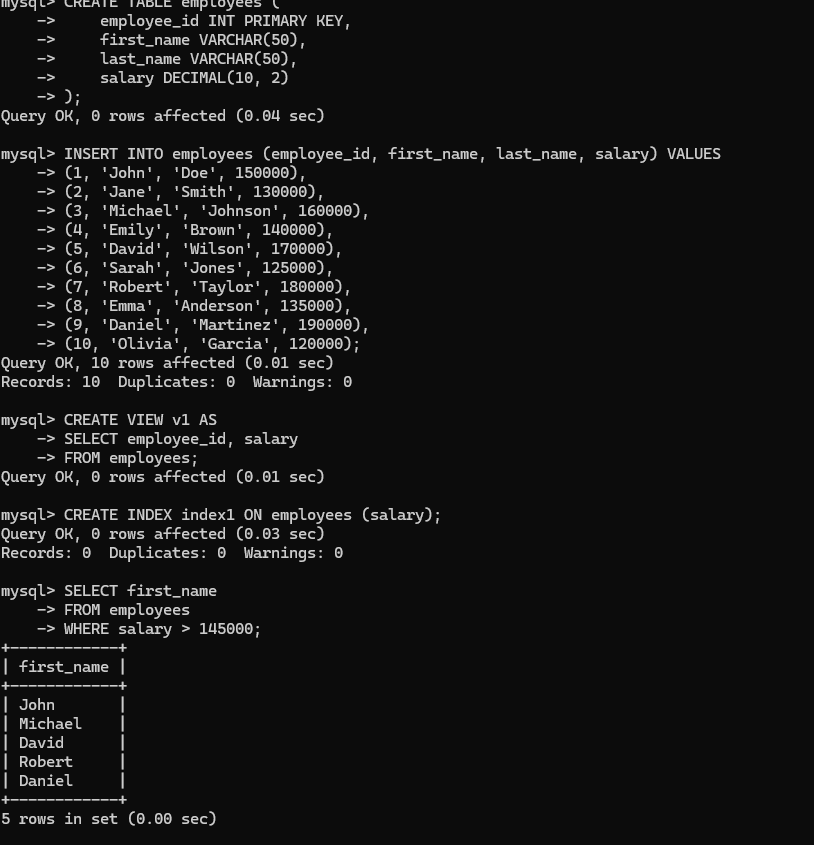 mysql> CREATE TABLE employees (
    ->     employee_id INT PRIMARY KEY,
    ->     first_name VARCHAR(50),
    ->     last_name VARCHAR(50),
    ->     salary DECIMAL(10, 2)
    -> );
Query OK, 0 rows affected (0.04 sec)

mysql> INSERT INTO employees (employee_id, first_name, last_name, salary) VALUES
    -> (1, 'John', 'Doe', 150000),
    -> (2, 'Jane', 'Smith', 130000),
    -> (3, 'Michael', 'Johnson', 160000),
    -> (4, 'Emily', 'Brown', 140000),
    -> (5, 'David', 'Wilson', 170000),
    -> (6, 'Sarah', 'Jones', 125000),
    -> (7, 'Robert', 'Taylor', 180000),
    -> (8, 'Emma', 'Anderson', 135000),
    -> (9, 'Daniel', 'Martinez', 190000),
    -> (10, 'Olivia', 'Garcia', 120000);
Query OK, 10 rows affected (0.01 sec)
Records: 10  Duplicates: 0  Warnings: 0

mysql> CREATE VIEW v1 AS
    -> SELECT employee_id, salary
    -> FROM employees;
Query OK, 0 rows affected (0.01 sec)

mysql> CREATE INDEX index1 ON employees (salary);
Query OK, 0 rows affected (0.03 sec)
Records: 0  Duplicates: 0  Warnings: 0

mysql> SELECT first_name
    -> FROM employees
    -> WHERE salary > 145000;
+------------+
| first_name |
+------------+
| John       |
| Michael    |
| David      |
| Robert     |
| Daniel     |
+------------+
5 rows in set (0.00 sec)